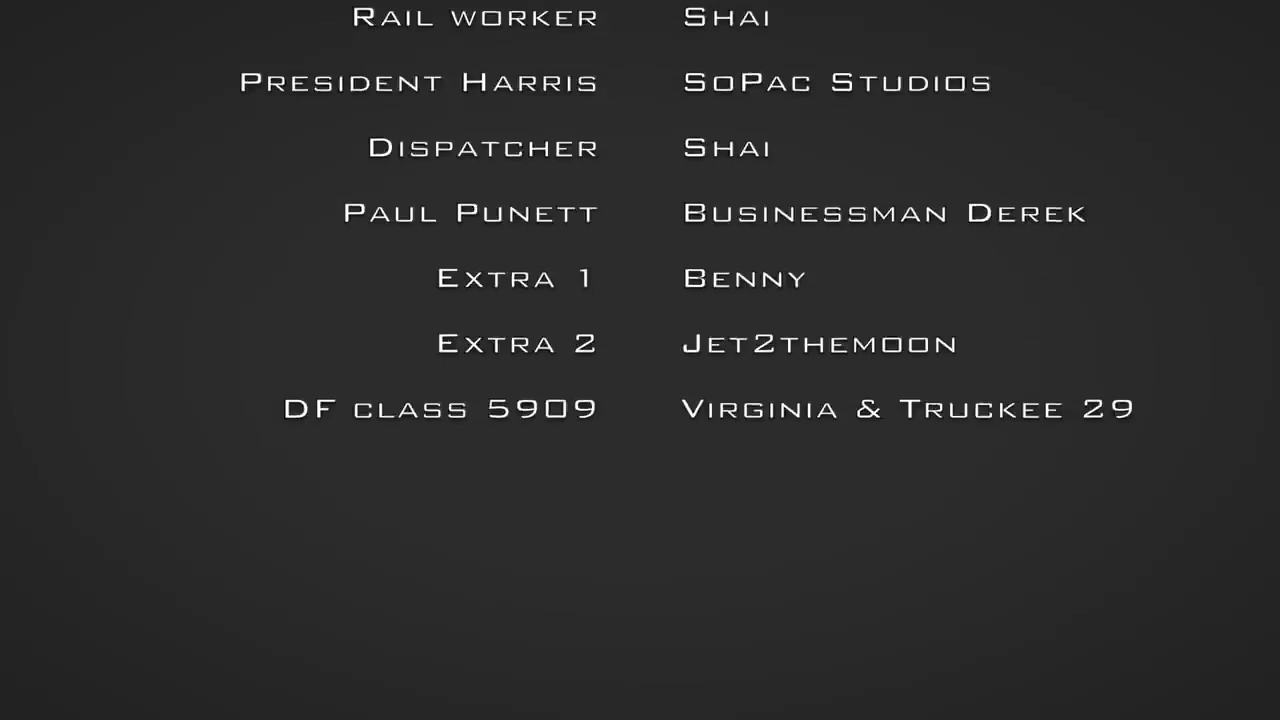 Rail worker Shai
President Harris SoPac Studios
Dispatcher Shai
Paul Punett Businessman Derek
Extra 1 Benny
Extra 2 Jet2themoon
DF class 5909 Virginia & Truckee 29